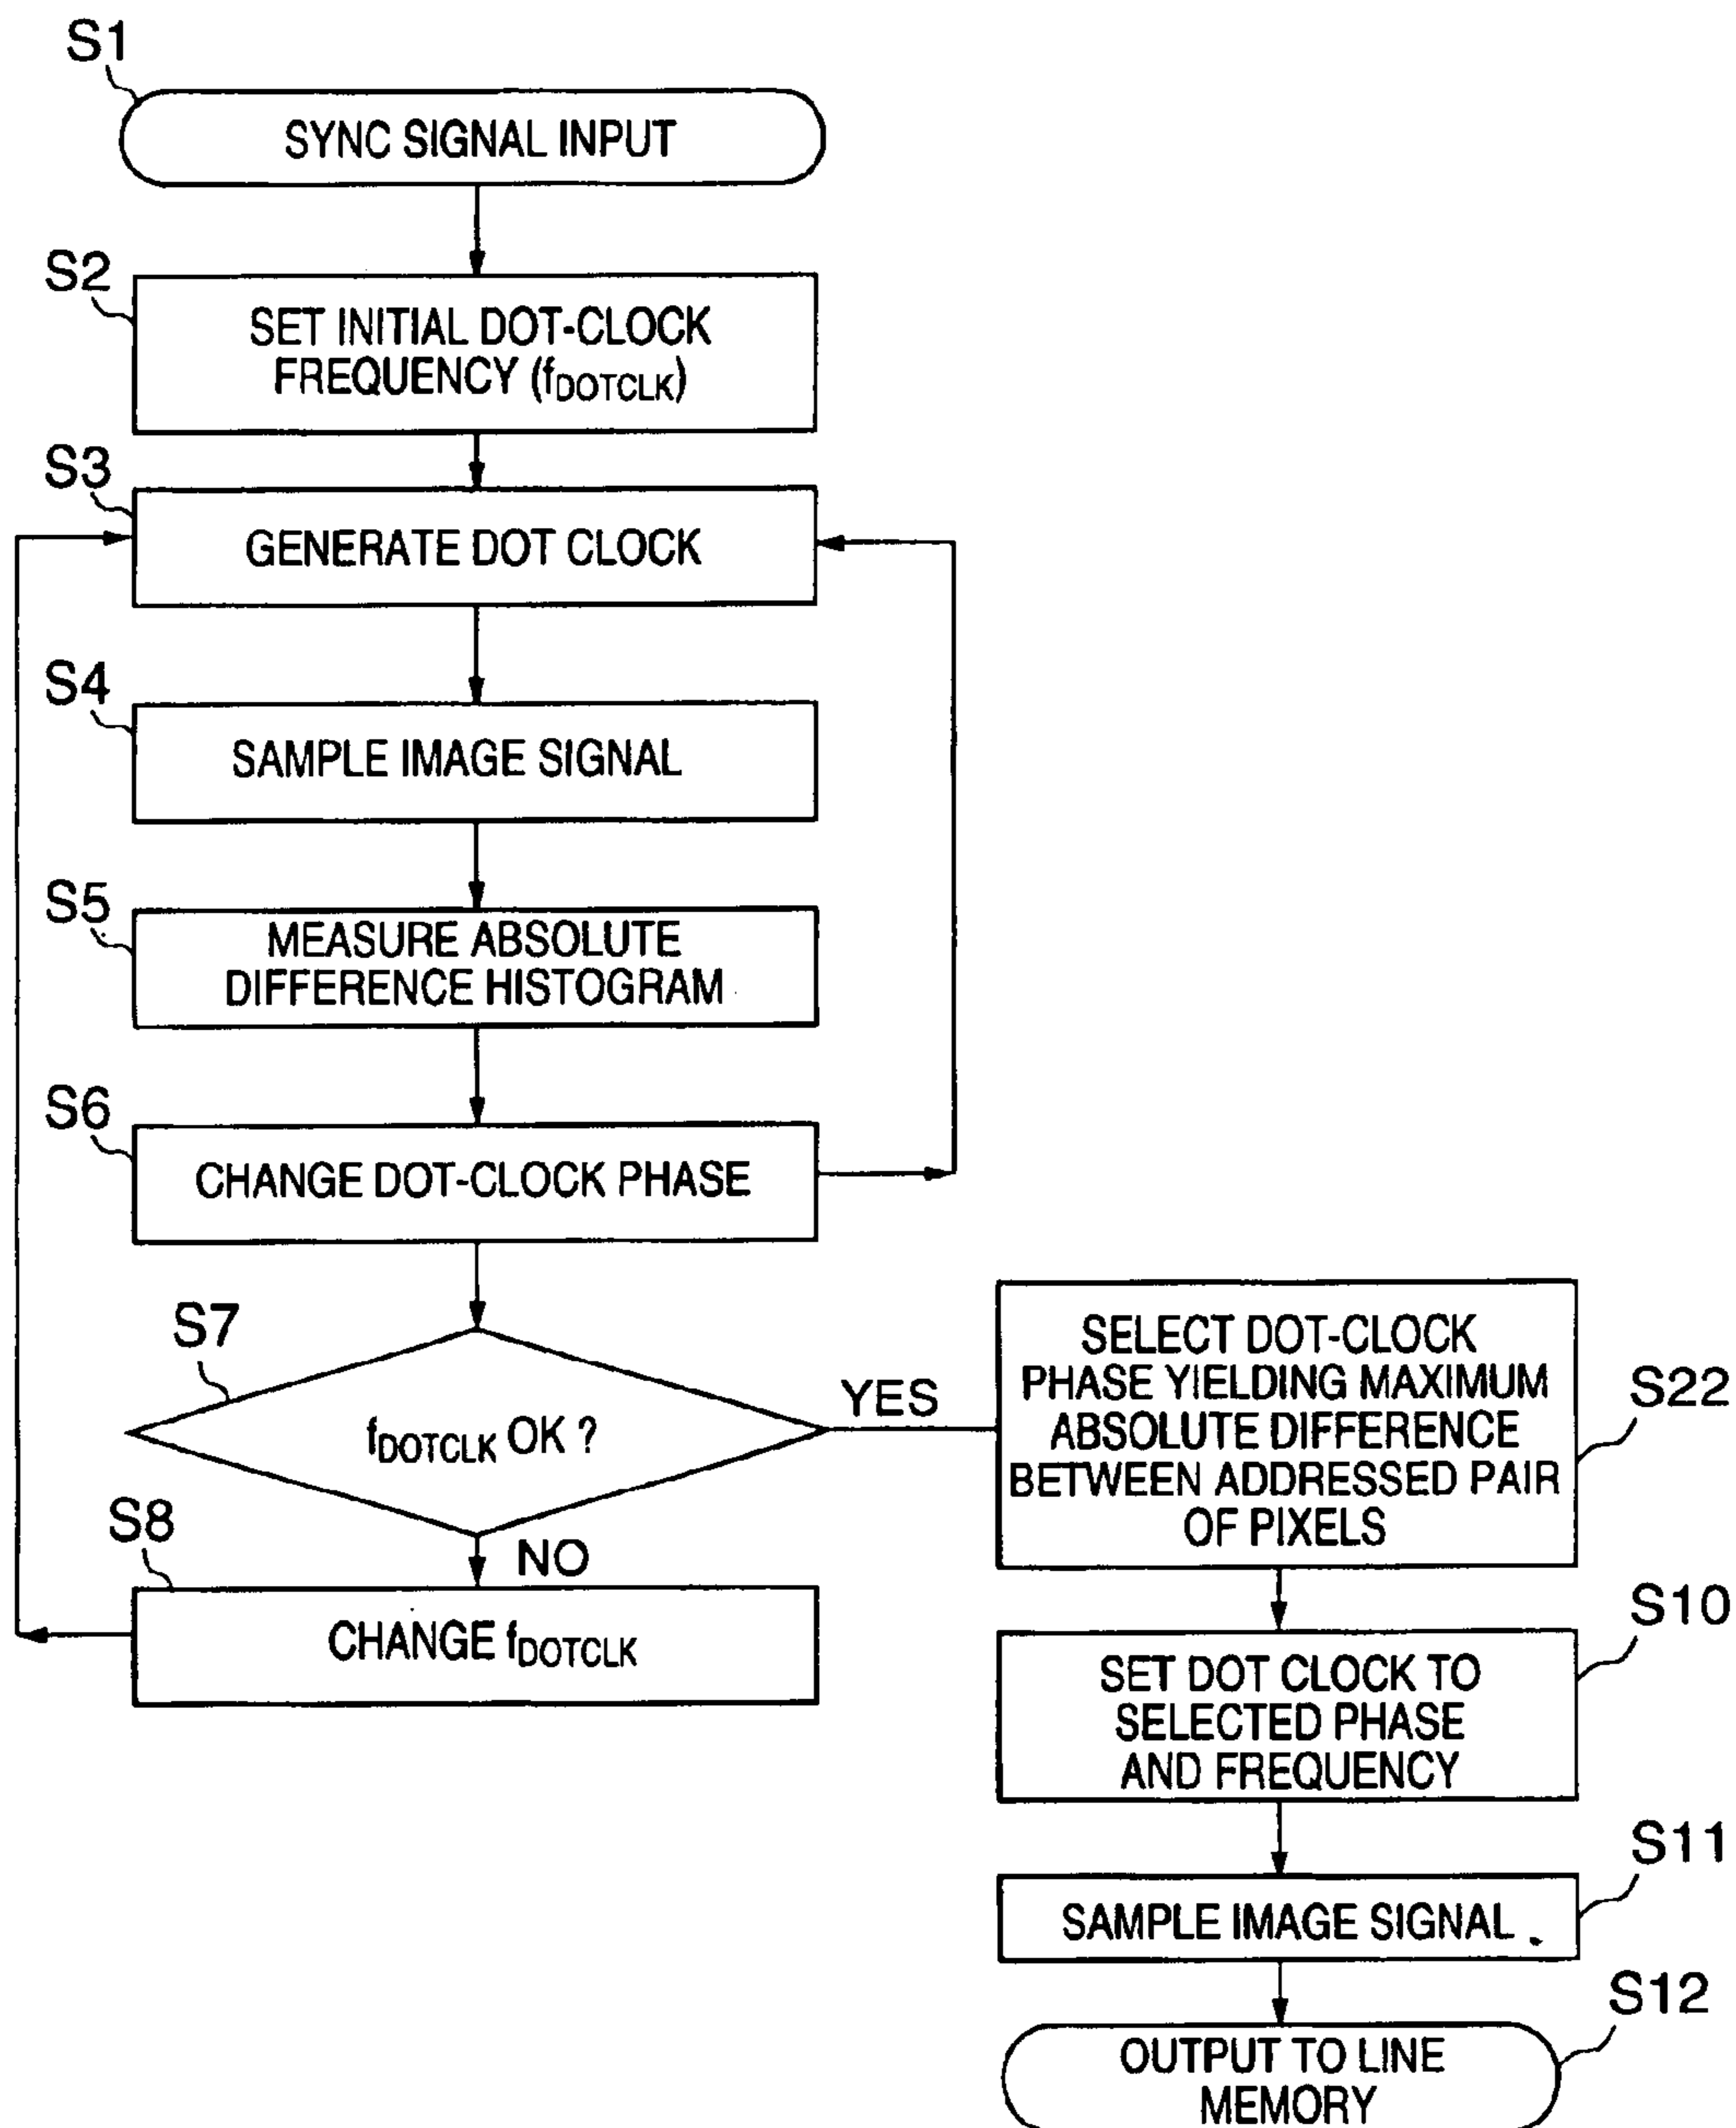 S1
SYNC SIGNAL INPUT
S2
SET INITIAL DOT-CLOCK
FREQUENCY (fDOTCLK)
S3
GENERATE DOT CLOCK
S4
SAMPLE IMAGE SIGNAL
S5
MEASURE ABSOLUTE
DIFFERENCE HISTOGRAM
S6
CHANGE DOT-CLOCK PHASE
S7
fDOTCLK OK ?
YES
NO
S8
CHANGE fDOTCLK
SELECT DOT-CLOCK
PHASE YIELDING MAXIMUM
ABSOLUTE DIFFERENCE
BETWEEN ADDRESSED PAIR
OF PIXELS
S22
S10
SET DOT CLOCK TO
SELECTED PHASE
AND FREQUENCY
S11
SAMPLE IMAGE SIGNAL
S12
OUTPUT TO LINE
MEMORY